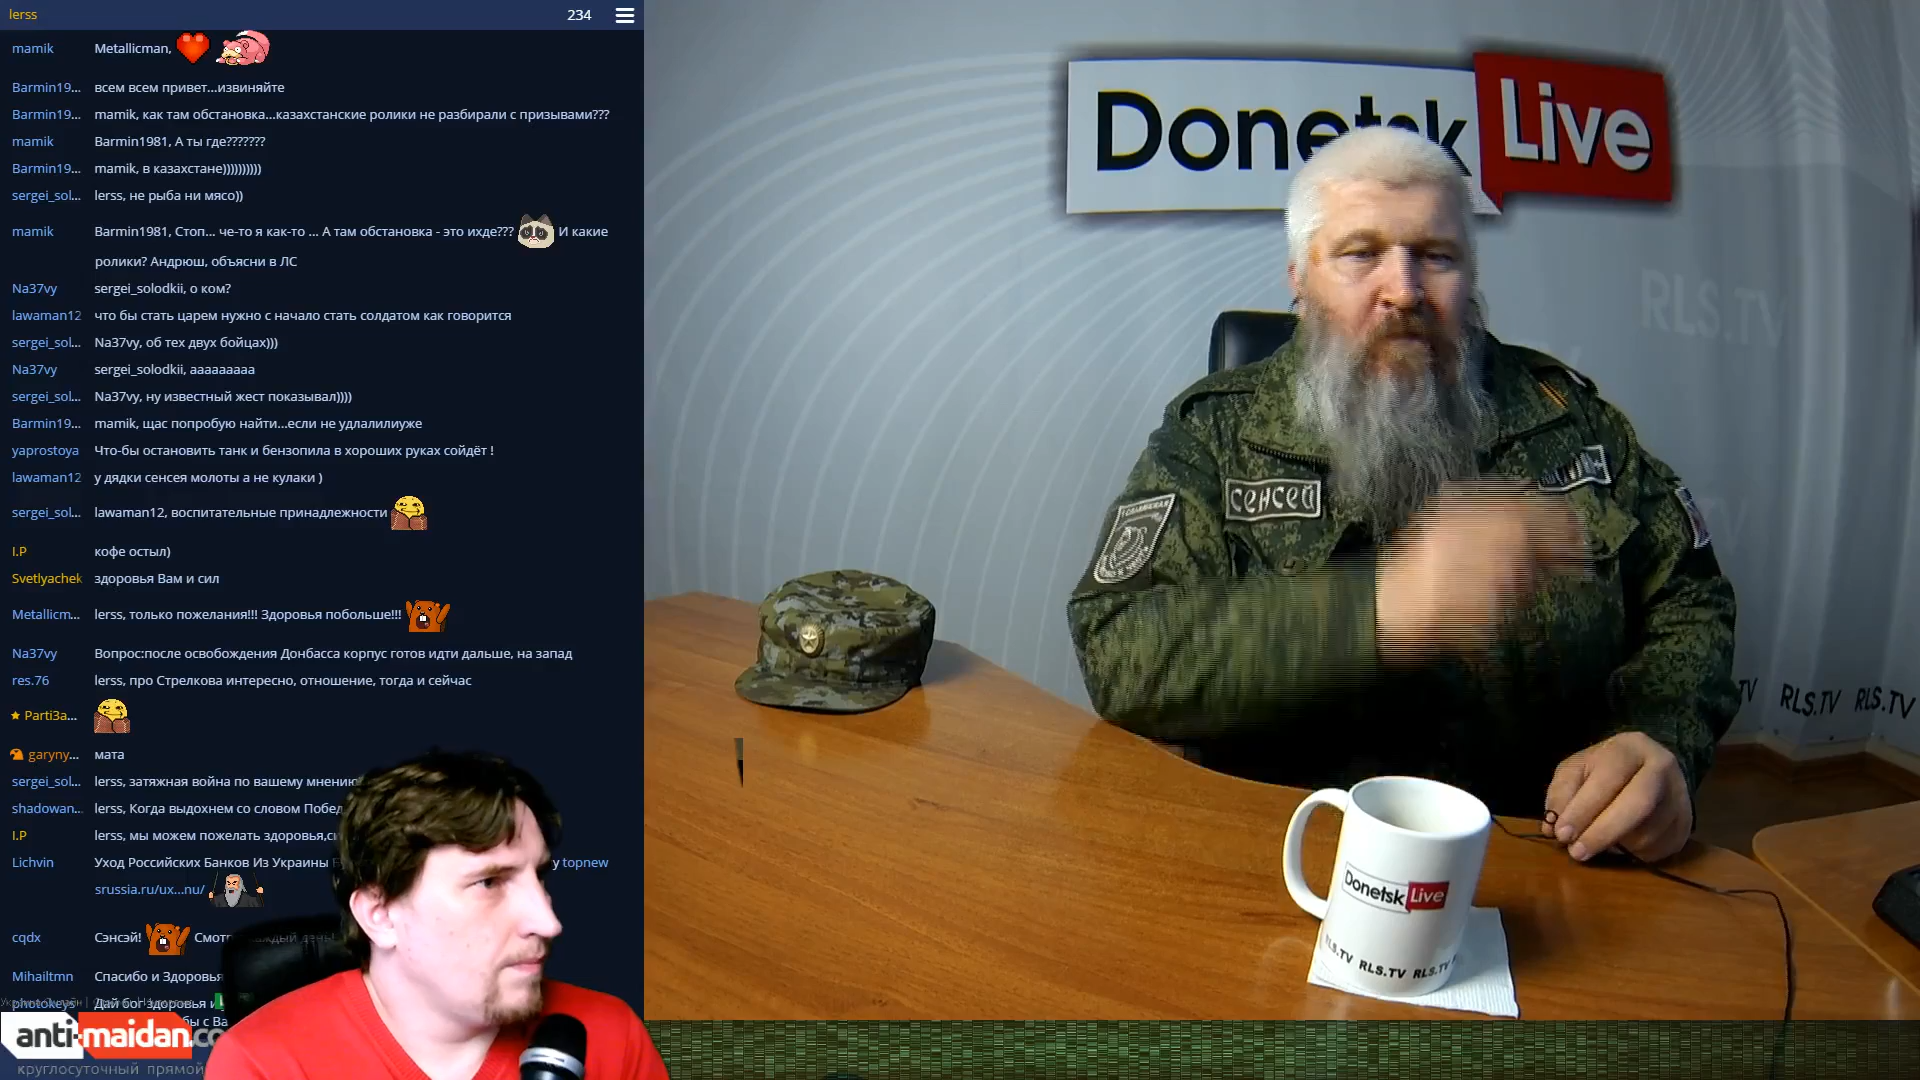 lerss
234
mamik Metallicman,
Barmin19... всем всем привет...извиняйте
Barmin19... mamik, как там обстановка...казахстанские ролики не разбирали с призывами???
mamik Barmin1981, А ты где???????
Barmin19... mamik, в казахстане))))))))))
sergei_sol... lerss, не рыба ни мясо))
mamik Barmin1981, Стоп... че-то я как-то ... А там обстановка - это ихде??? И какие
ролики? Андрюш, объясни в ЛС
Na37vy sergei_solodkii, о ком?
lawaman12 что бы стать царем нужно с начало стать солдатом как говорится
sergei_sol... Na37vy, об тех двух бойцах)))
Na37vy sergei_solodkii, ааааааааа
sergei_sol... Na37vy, ну известный жест показывал))))
Barmin19... mamik, щас попробую найти...если не удлалилиуже
yaprostoya Что-бы остановить танк и бензопила в хороших руках сойдёт !
lawaman12 у дядки сенсея молоты а не кулаки )
sergei_sol... lawaman12, воспитательные принадлежности
I.P кофе остыл)
Svetlyachek здоровья Вам и сил
Metallicm... lerss, только пожелания!!! Здоровья побольше!!!
Na37vy Вопрос:после освобождения Донбасса корпус готов идти дальше, на запад
res.76 lerss, про Стрелкова интересно, отношение, тогда и сейчас
Parti3a...
garyny... мата
sergei_sol... lerss, затяжная война по вашему мнению
shadowan... lerss, Когда выдохнем со словом Побед
I.P lerss, мы можем пожелать здоровья,си
Lichvin Уход Российских Банков Из Украины у topnew
srussia.ru/ux...nu/
cqdx Сэнсэй! Смотр
Mihailtmn Спасибо и Здоровья
photokeys Дай бог здоровья и
бы с Ва
anti-maidan.co
круглосуточный прямой
Donetsk Live
RLS.TV
СЕНСЕЙ
TV RLS.TV RLS.TV
Donetsk Live
RLS.TV RLS.TV RLS.TV